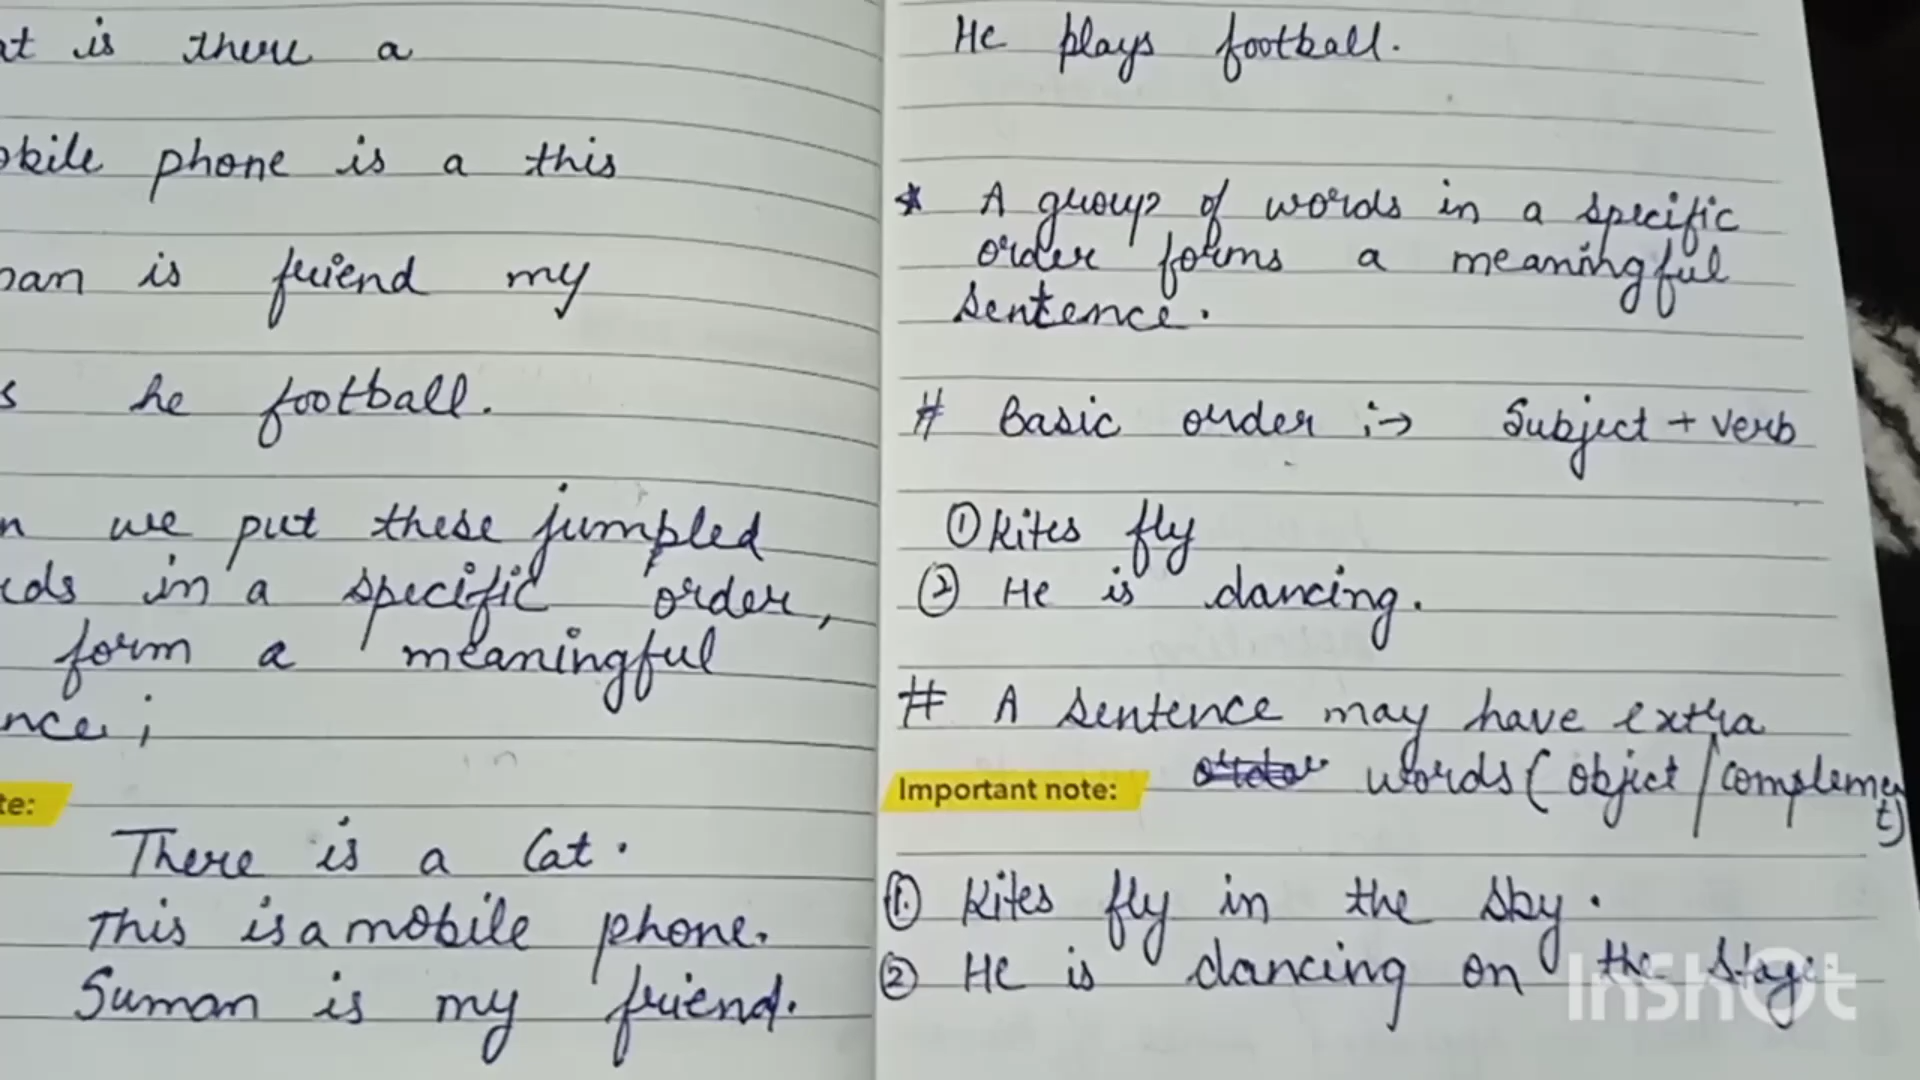 at is there a
obile phone is a this
man is friend my
s he football.
n we put these jumpled
rds in a specific order,
form a meaningful
nce;
te:
There is a Cat.
This is a mobile phone.
Suman is my friend.
He plays football.
* A group of words in a specific
order forms a meaningful
sentence.
# Basic order :→ Subject + verb
① Kites fly
② He is dancing.
# A sentence may have extra
words (object / complement)
Important note:
① Kites fly in the sky.
② He is dancing on the stage.
InShOt